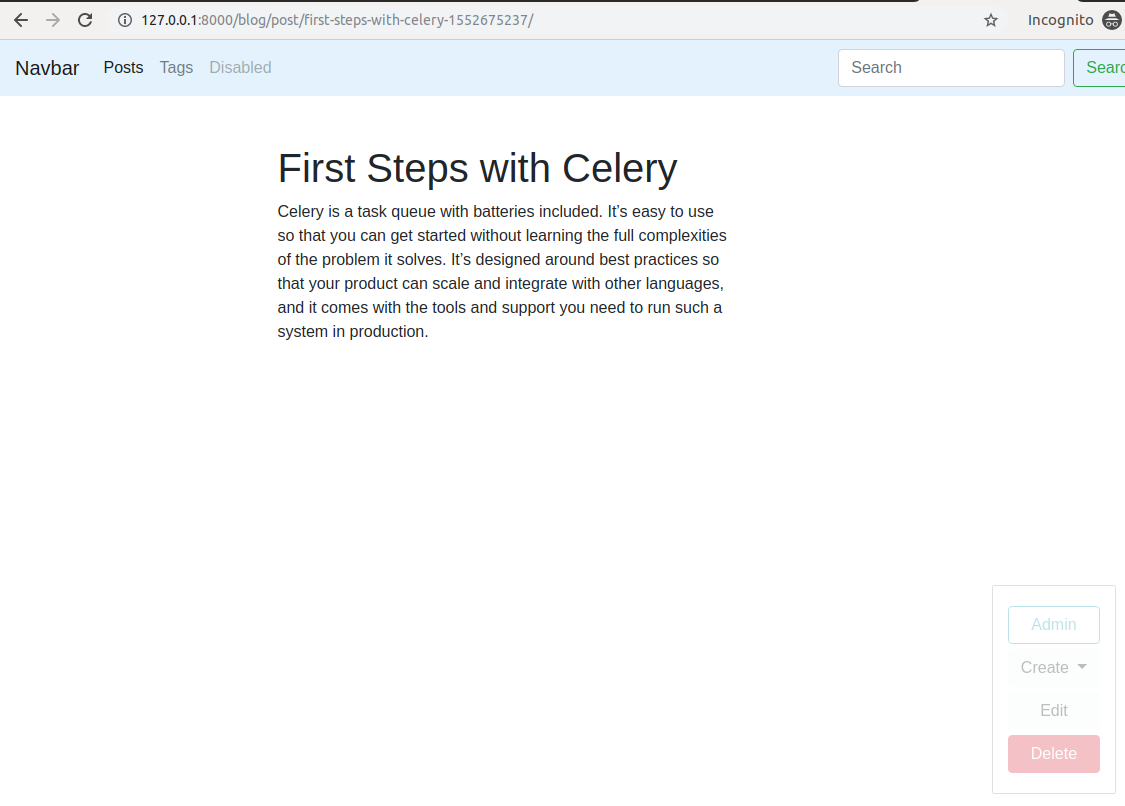 127.0.0.1:8000/blog/post/first-steps-with-celery-1552675237/ Incognito
Navbar Posts Tags Disabled Search Searc
First Steps with Celery
Celery is a task queue with batteries included. It’s easy to use
so that you can get started without learning the full complexities
of the problem it solves. It’s designed around best practices so
that your product can scale and integrate with other languages,
and it comes with the tools and support you need to run such a
system in production.
Admin
Create
Edit
Delete